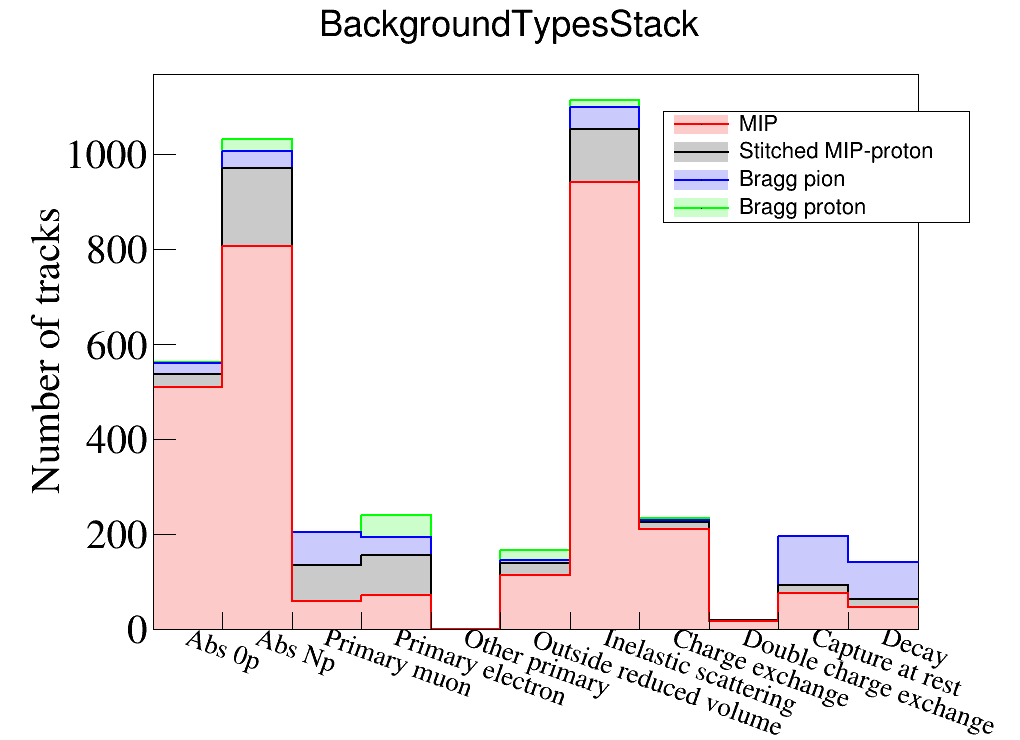 BackgroundTypesStack
Number of tracks
1000
800
600
400
200
0
MIP
Stitched MIP-proton
Bragg pion
Bragg proton
Abs 0p
Abs Np
Primary muon
Primary electron
Other primary
Outside reduced volume
Inelastic scattering
Charge exchange
Double charge exchange
Capture at rest
Decay